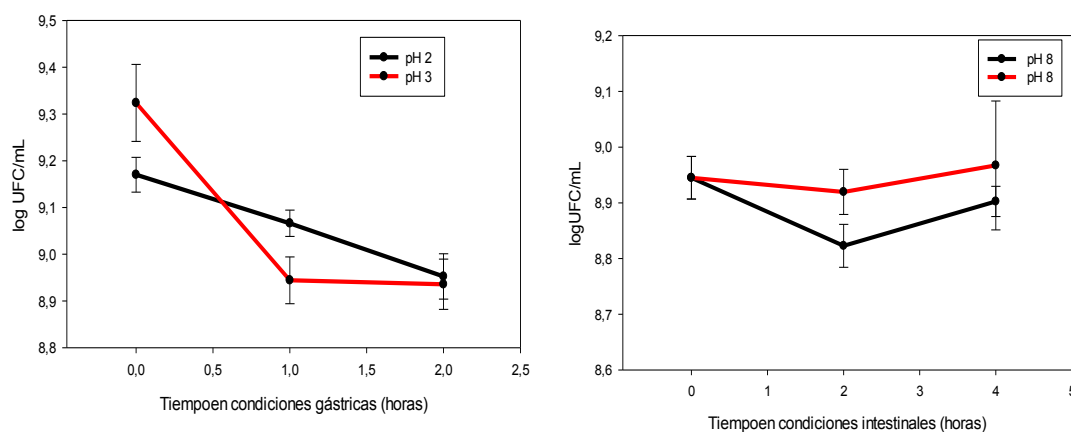 9,5
9,4
9,3
9,2
9,1
9,0
8,9
8,8
log UFC/mL
pH 2
pH 3
0,0 0,5 1,0 1,5 2,0 2,5
Tiempoen condiciones gástricas (horas)
9,2
9,1
9,0
8,9
8,8
8,7
8,6
logUFC/mL
pH 8
pH 8
0 1 2 3 4 5
Tiempoen condiciones intestinales (horas)